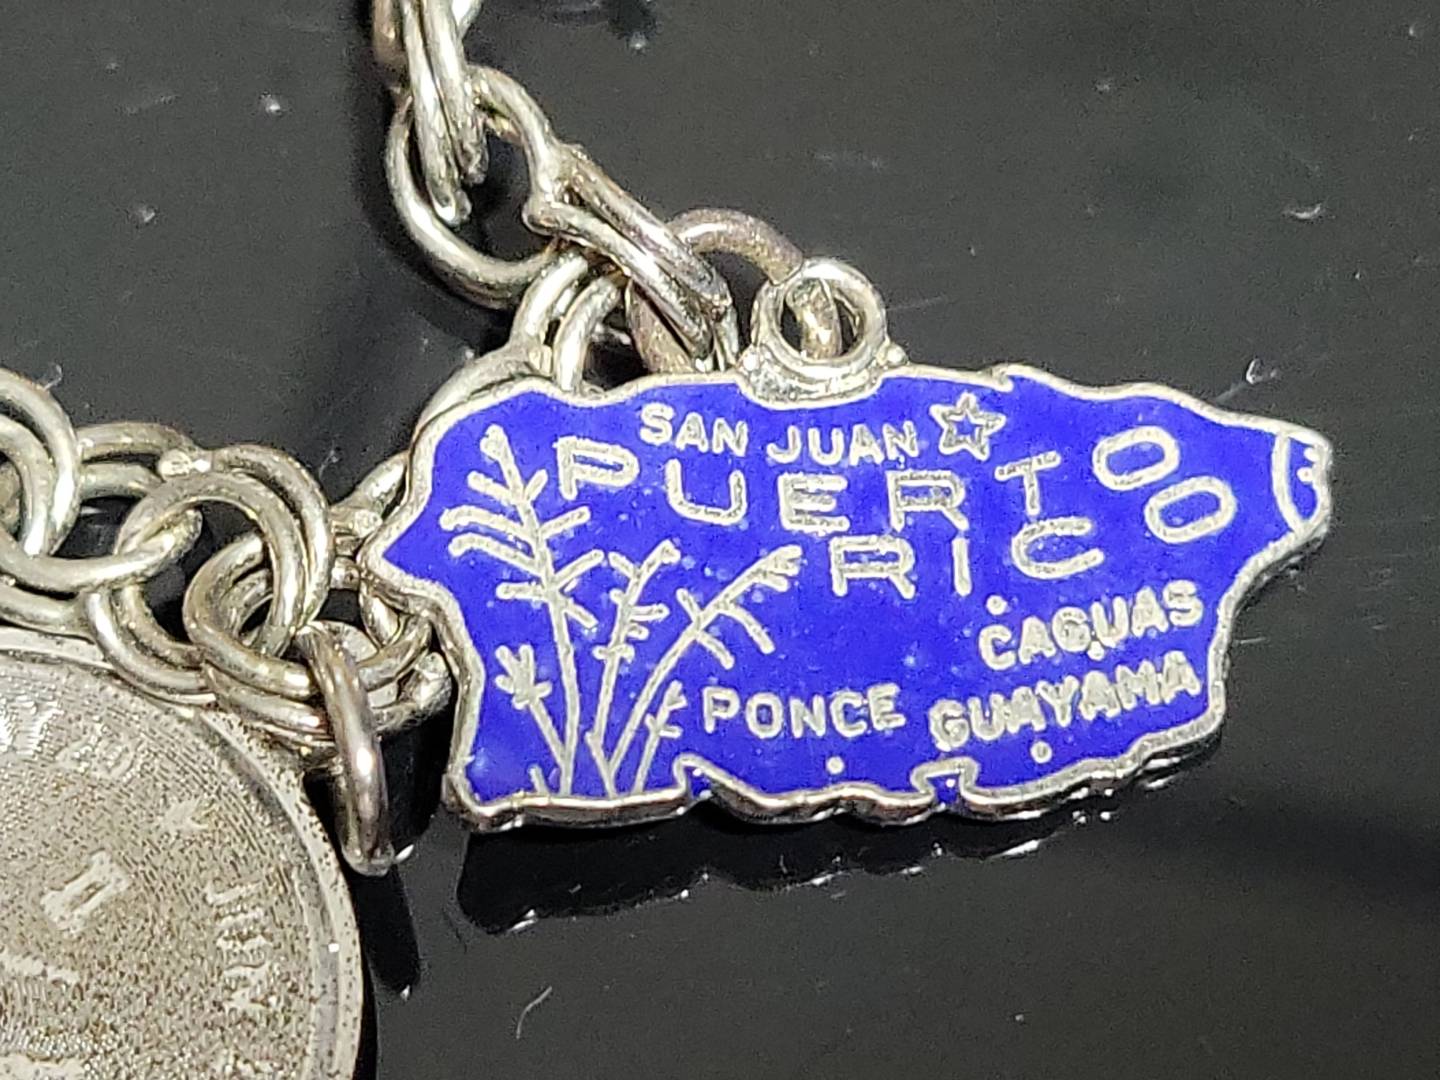 SAN JUAN
PUERTO
RICO
CAGUAS
PONCE GUAYAMA